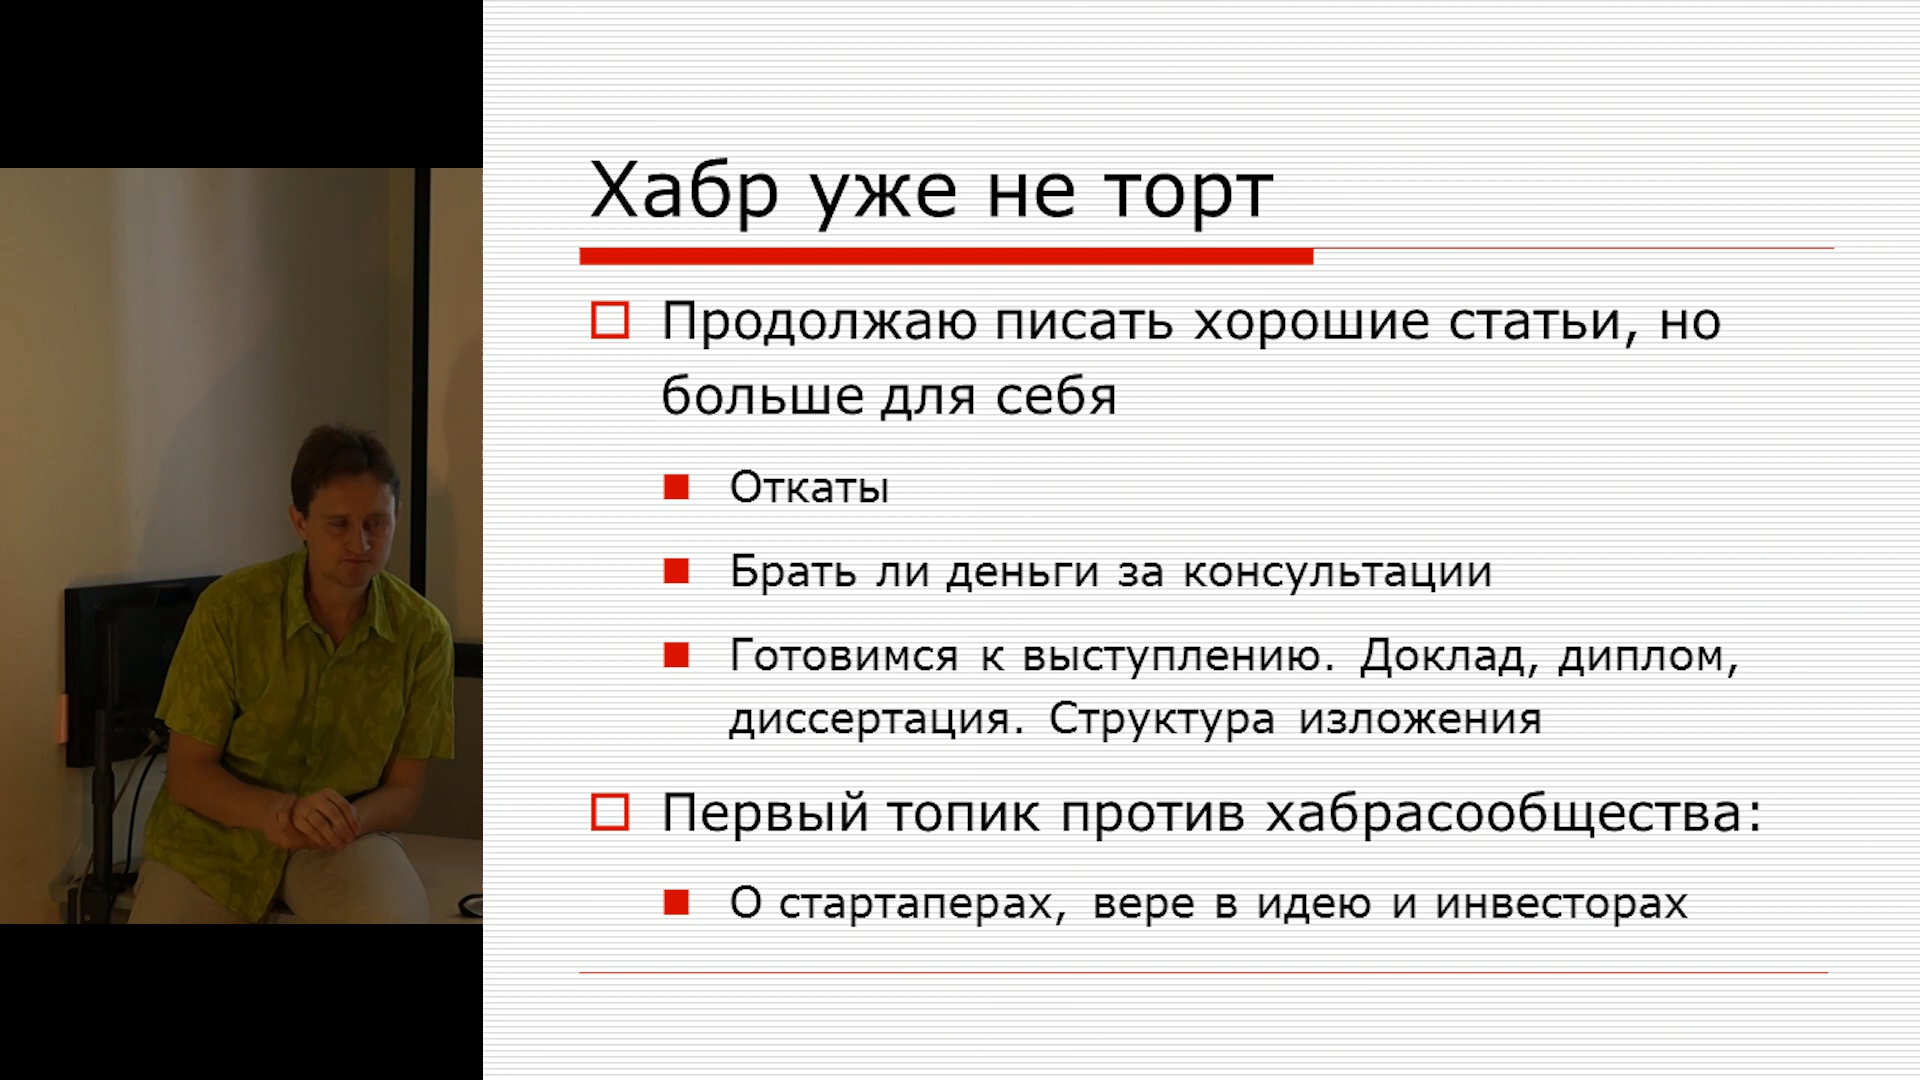 Хабр уже не торт
Продолжаю писать хорошие статьи, но
больше для себя
Откаты
Брать ли деньги за консультации
Готовимся к выступлению. Доклад, диплом,
диссертация. Структура изложения
Первый топик против хабрасообщества:
О стартаперах, вере в идею и инвесторах